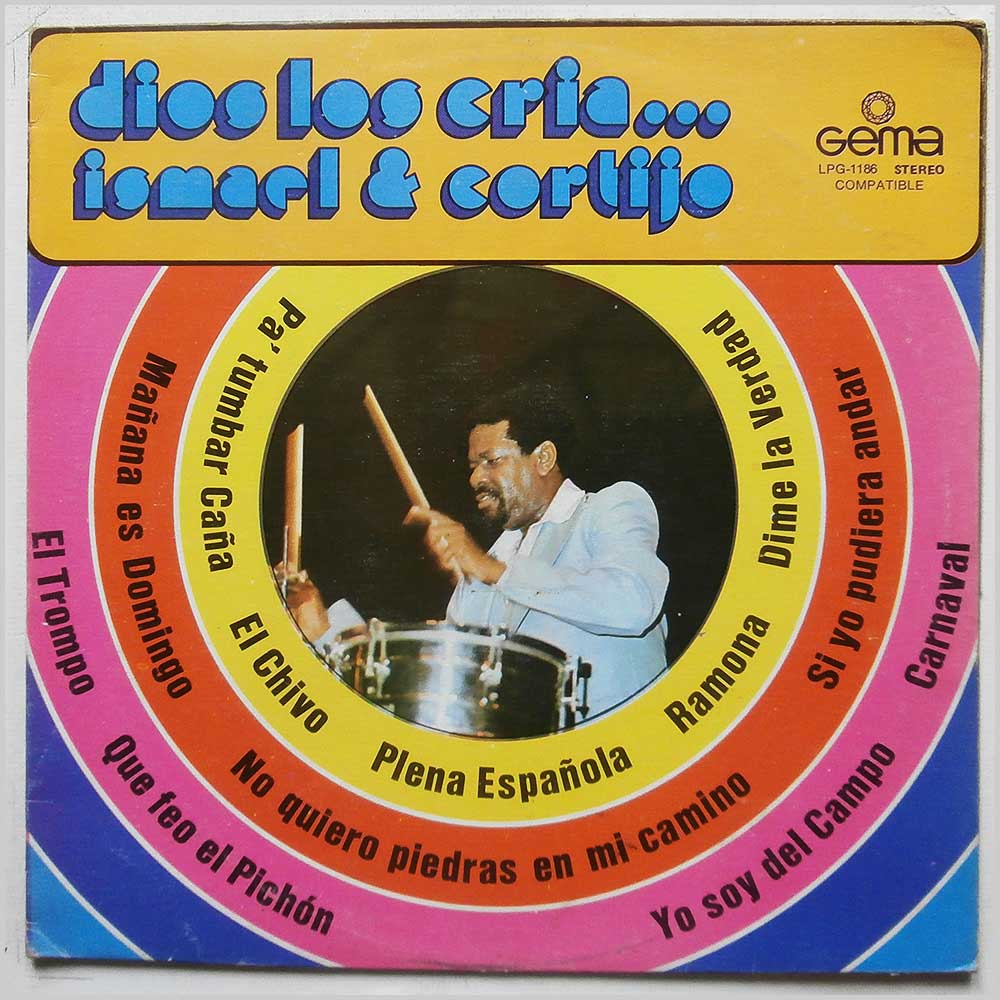 dios los cria...
ismael & cortijo
Gema
LPG-1186 STEREO
COMPATIBLE
Pa' tumbar Caña
El Chivo
Plena Española
Ramona
Dime la Verdad
Mañana es Domingo
No quiero piedras en mi camino
Si yo pudiera andar
El Trompo
Que feo el Pichón
Yo soy del Campo
Carnaval